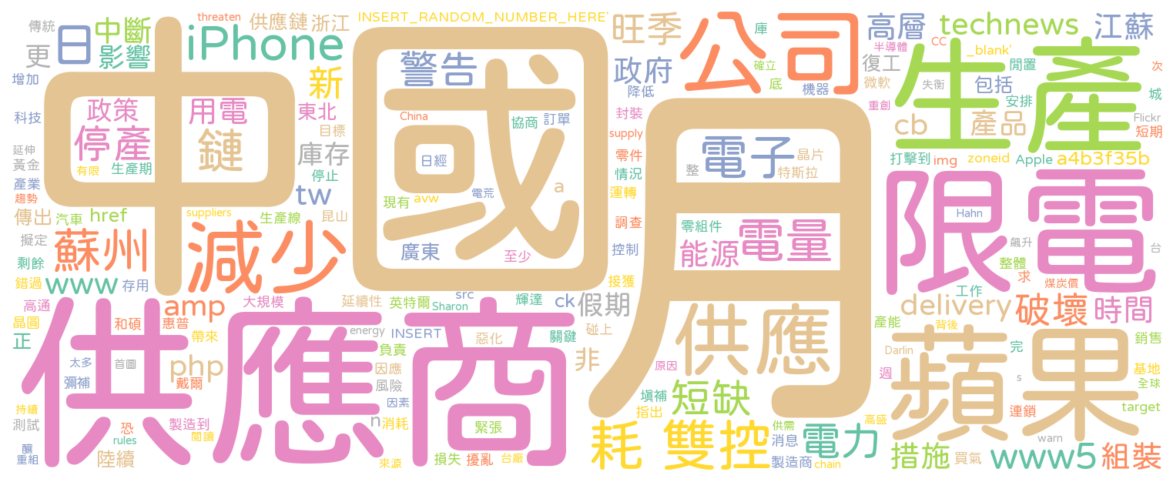 傳統 threaten 供應鏈 浙江 INSERT_RANDOM_NUMBER_HERE' 旺季 庫 高層 technews 江蘇
日 中斷 影響 iPhone 更 公司 半導體 CC _blank' 次
增加 新 警告 政府 確立 復工 微軟 失衡 閒置 生產 城
中 國 月
科技 政策 用電 東北 降低 底 機器 包括 安排 Flickr
停產 鏈 China 協商 訂單 封裝 重創 cb 產品 短期
延伸 目標 庫存 日經 supply 電子 晶片 打擊到 img zoneid Apple a4b3f35b
黃金 有限 生產期 停止 整 特斯拉 零件 情況
產業 tw a 電荒 運轉 限電 Hahn
趨勢 suppliers 現有 avw
傳出 汽車 href 生產線 昆山 調查 零組件 飆升 台
擬定 蘇州 減少 廣東 至少 控制 能源 電量 整體 求 煤炭價
剩餘 錯過 www 存用 接獲 工作
高通 amp 大規模 延續性 英特爾 src 輝達 ck 假期 delivery 破壞 時間
晶圓 和碩 惠普 帶來 Sharon 供應 產能 背後 銷售
正 供應商 energy INSERT 惡化 關鍵 碰上 完
太多 首圖 php 負責 非 原因 Darlin 蘋果 基地
彌補 戴爾 因應 風險 週 s 連鎖 全球
持續 因素 填補 短缺 target
測試 恐 製造到 n 消耗 緊張 指出 高盛 warn
rules 閱讀 耗 雙控 供需 消息 電力
釀 重組 陸續 來源 損失 擾亂 台廠 製造商 chain 措施 買氣 www5 組裝